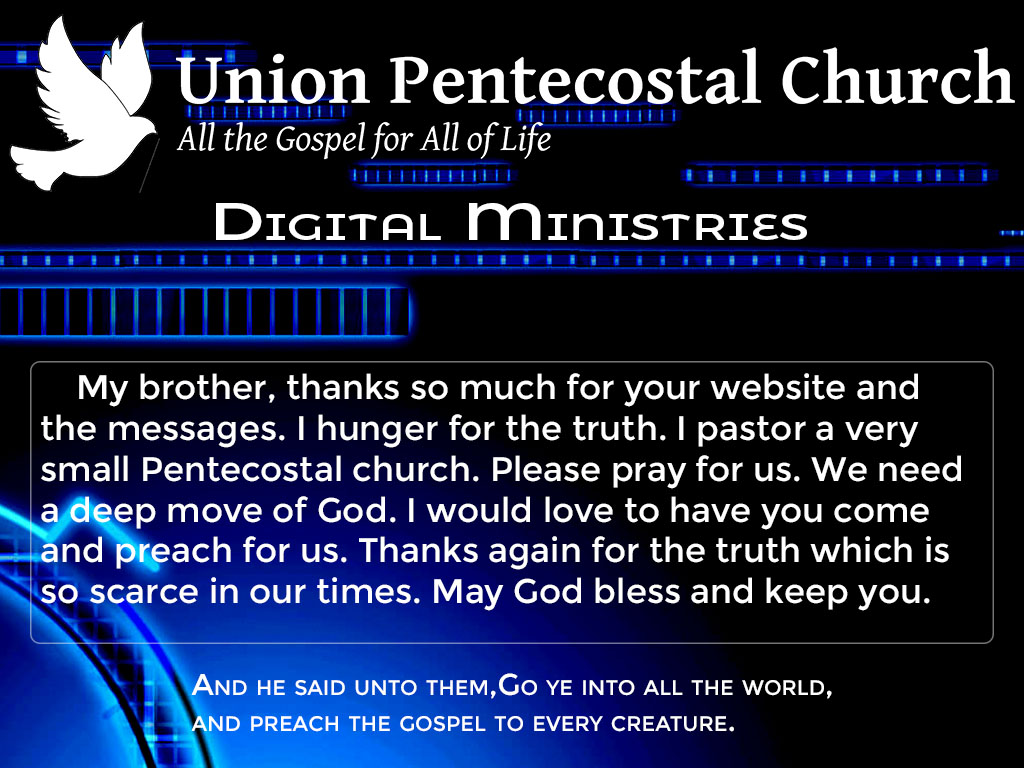 Union Pentecostal Church
All the Gospel for All of Life
Digital Ministries
My brother, thanks so much for your website and
the messages. I hunger for the truth. I pastor a very
small Pentecostal church. Please pray for us. We need
a deep move of God. I would love to have you come
and preach for us. Thanks again for the truth which is
so scarce in our times. May God bless and keep you.
And he said unto them,Go ye into all the world,
and preach the gospel to every creature.